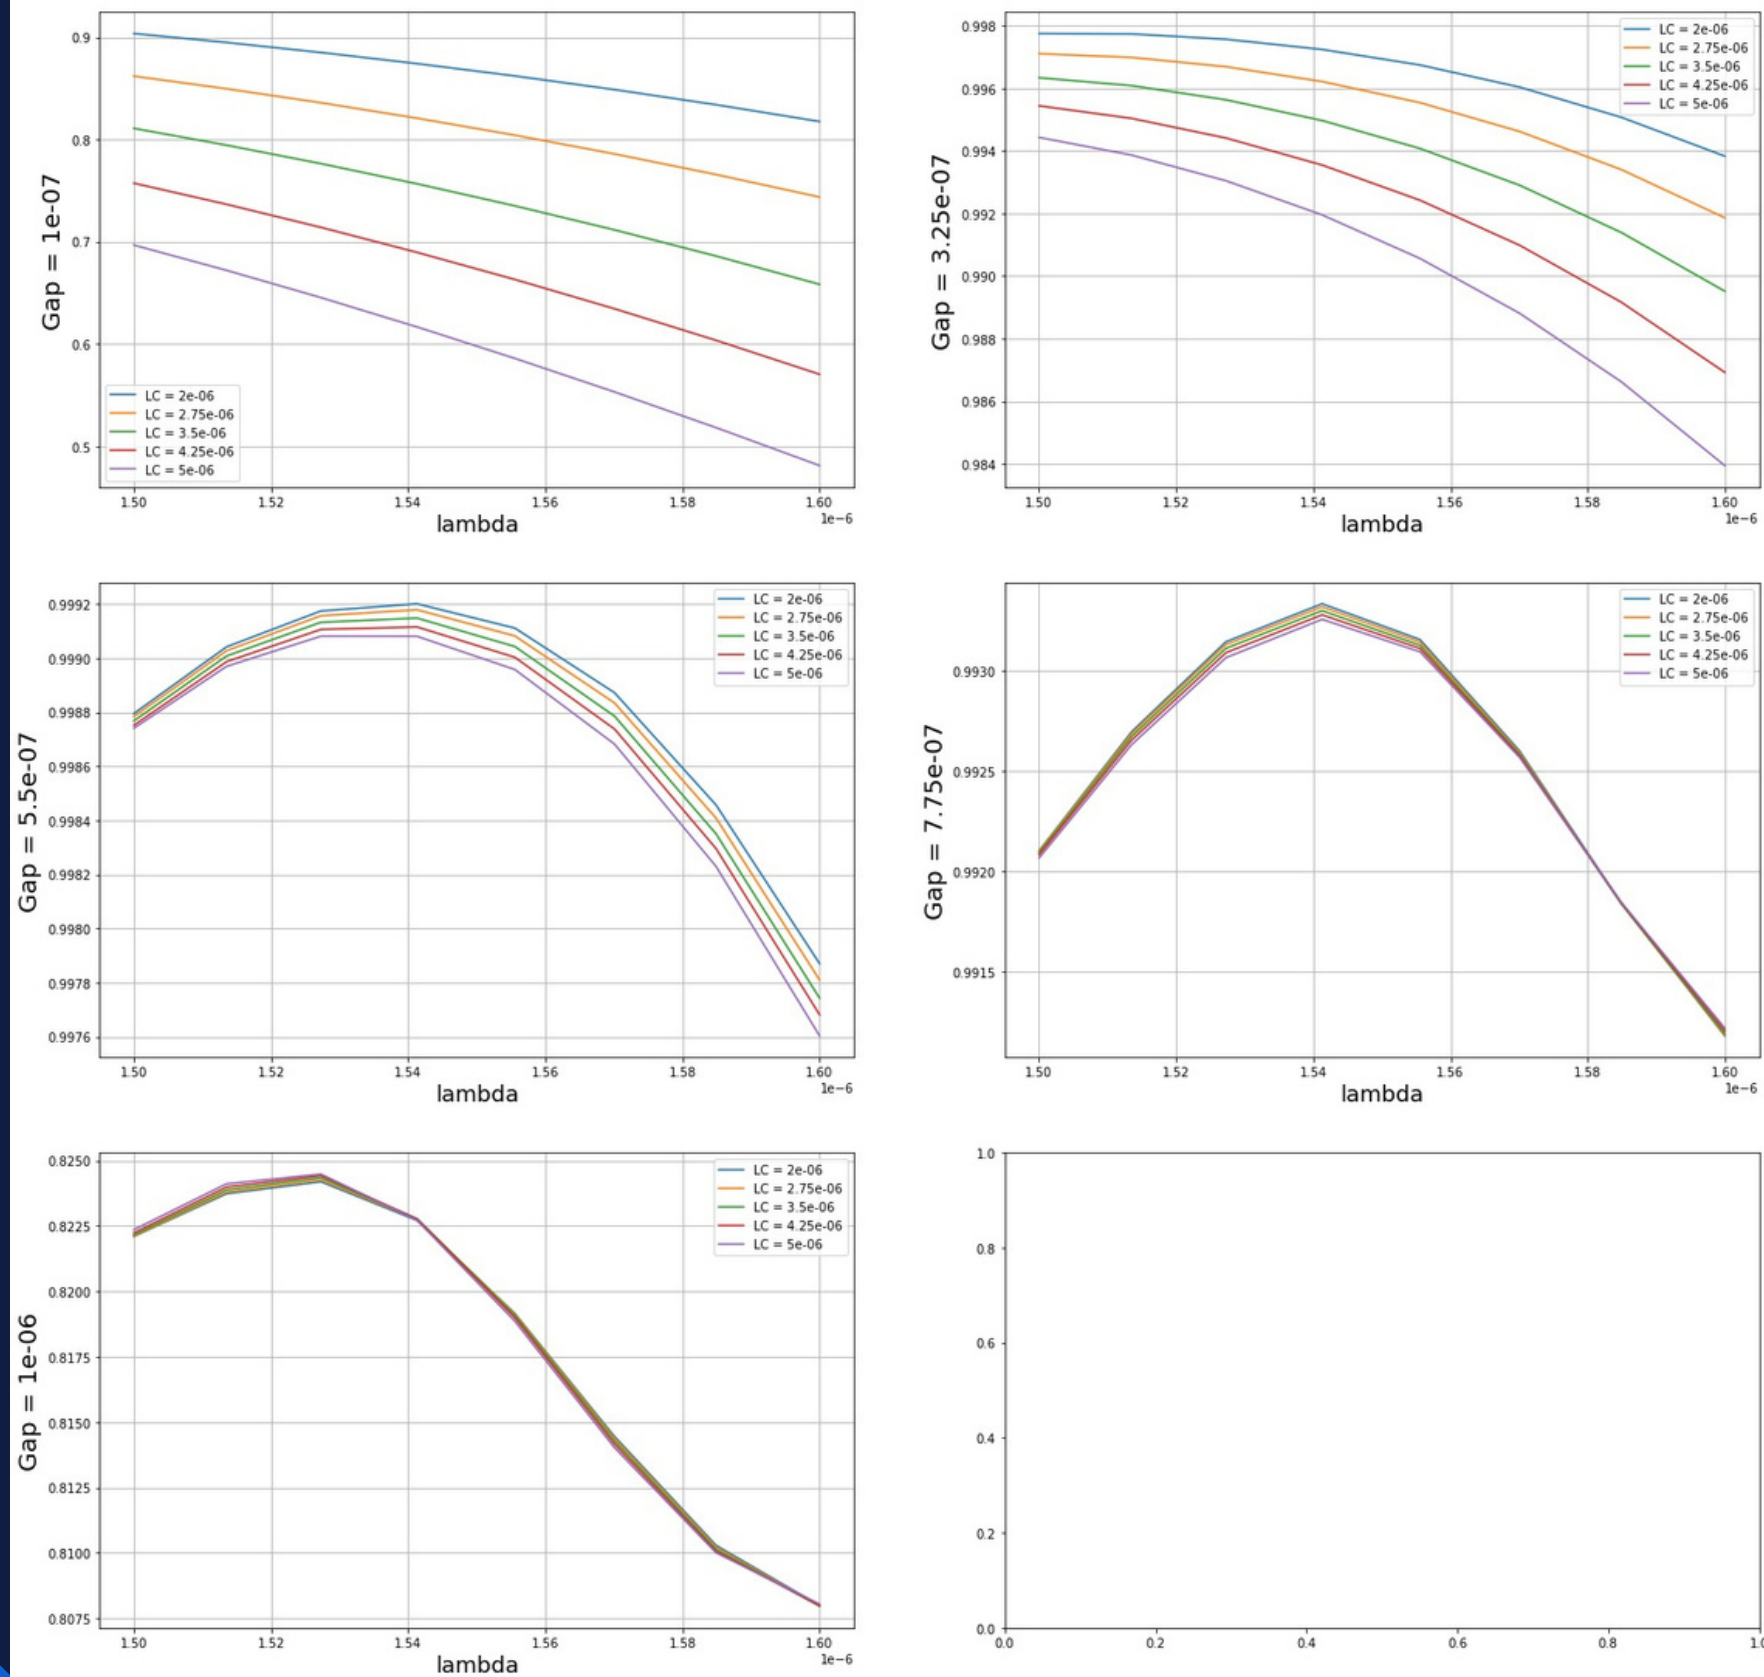 Gap = 1e-07
0.9
0.8
0.7
0.6
0.5
LC = 2e-06
LC = 2.75e-06
LC = 3.5e-06
LC = 4.25e-06
LC = 5e-06
1.50 1.52 1.54 1.56 1.58 1.60
1e−6
lambda
Gap = 3.25e-07
0.998
0.996
0.994
0.992
0.990
0.988
0.986
0.984
LC = 2e-06
LC = 2.75e-06
LC = 3.5e-06
LC = 4.25e-06
LC = 5e-06
1.50 1.52 1.54 1.56 1.58 1.60
1e−6
lambda
Gap = 5.5e-07
0.9992
0.9990
0.9988
0.9986
0.9984
0.9982
0.9980
0.9978
0.9976
LC = 2e-06
LC = 2.75e-06
LC = 3.5e-06
LC = 4.25e-06
LC = 5e-06
1.50 1.52 1.54 1.56 1.58 1.60
1e−6
lambda
Gap = 7.75e-07
0.9930
0.9925
0.9920
0.9915
LC = 2e-06
LC = 2.75e-06
LC = 3.5e-06
LC = 4.25e-06
LC = 5e-06
1.50 1.52 1.54 1.56 1.58 1.60
1e−6
lambda
Gap = 1e-06
0.8250
0.8225
0.8200
0.8175
0.8150
0.8125
0.8100
0.8075
LC = 2e-06
LC = 2.75e-06
LC = 3.5e-06
LC = 4.25e-06
LC = 5e-06
1.50 1.52 1.54 1.56 1.58 1.60
1e−6
lambda
1.0
0.8
0.6
0.4
0.2
0.0
0.0 0.2 0.4 0.6 0.8 1.0